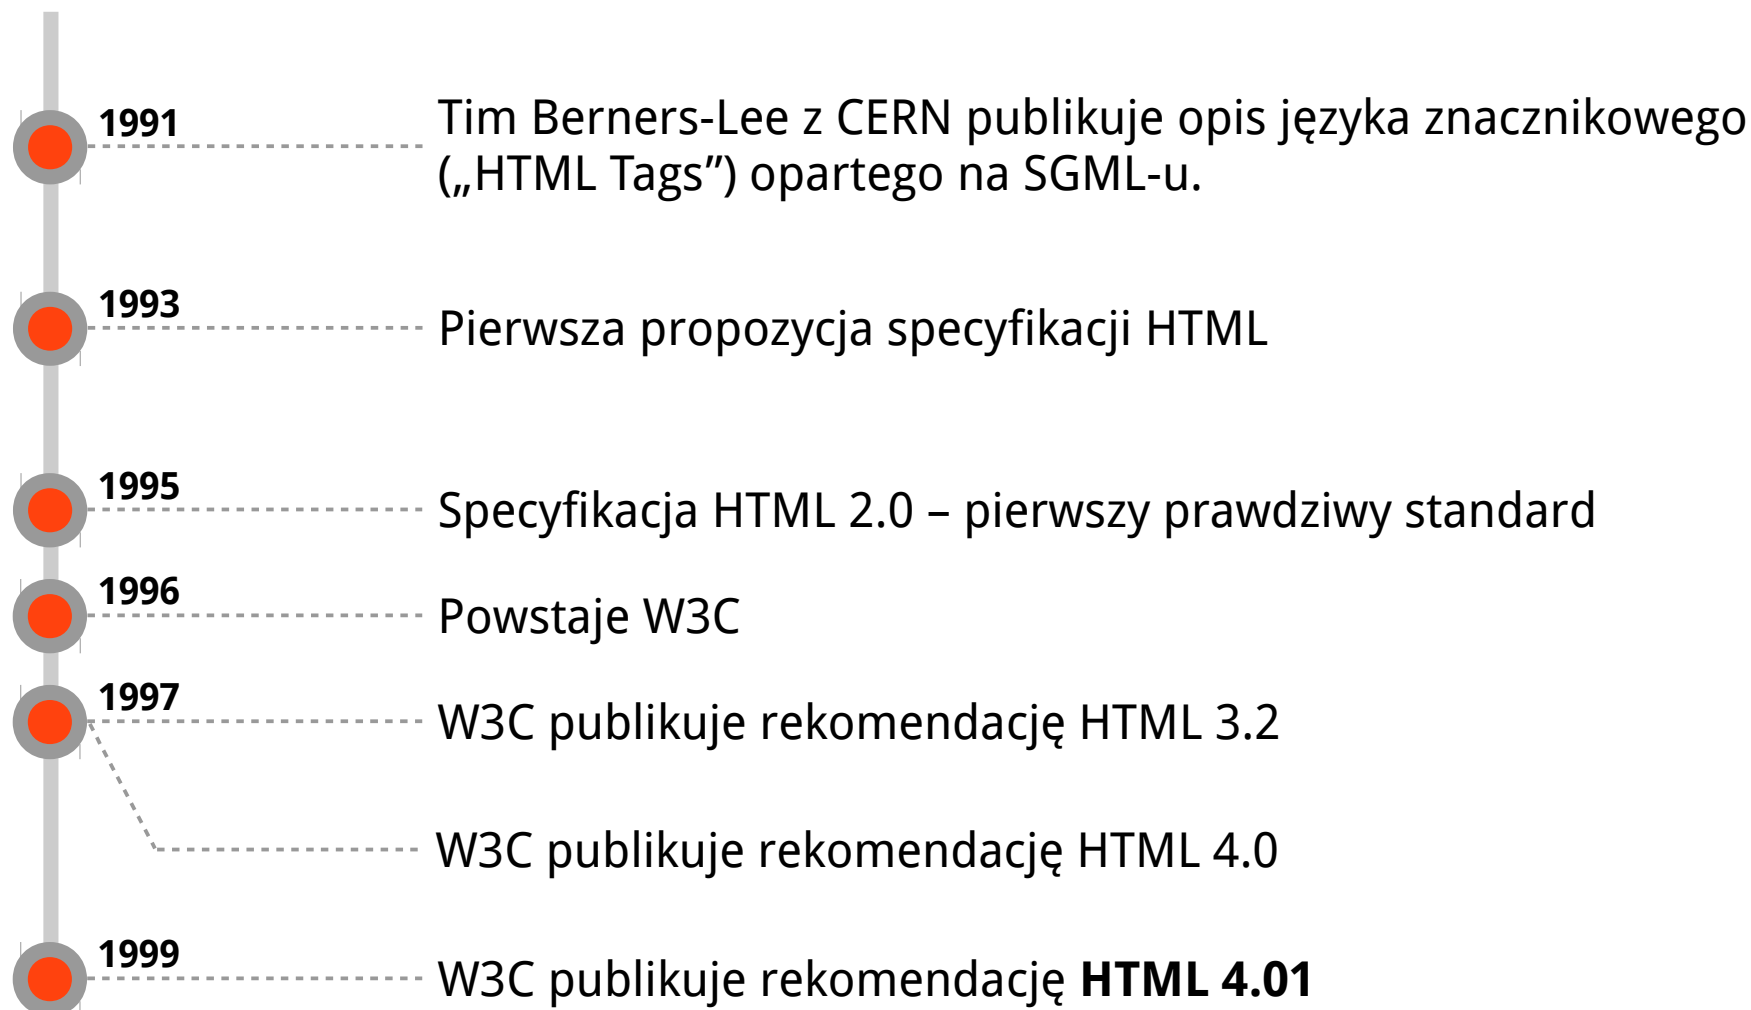 1991
Tim Berners-Lee z CERN publikuje opis języka znacznikowego
(„HTML Tags”) opartego na SGML-u.
1993
Pierwsza propozycja specyfikacji HTML
1995
Specyfikacja HTML 2.0 – pierwszy prawdziwy standard
1996
Powstaje W3C
1997
W3C publikuje rekomendację HTML 3.2
W3C publikuje rekomendację HTML 4.0
1999
W3C publikuje rekomendację HTML 4.01